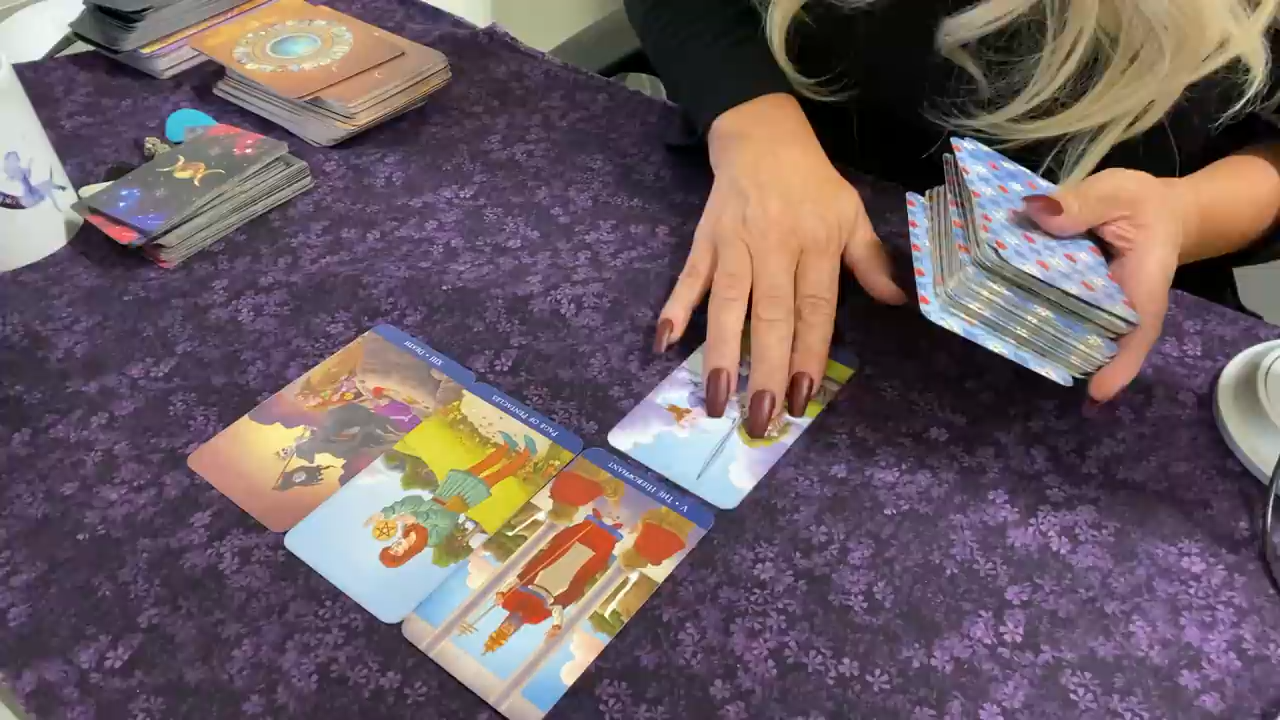 XIII • DEATH
PAGE OF PENTACLES
V • THE HIEROPHANT